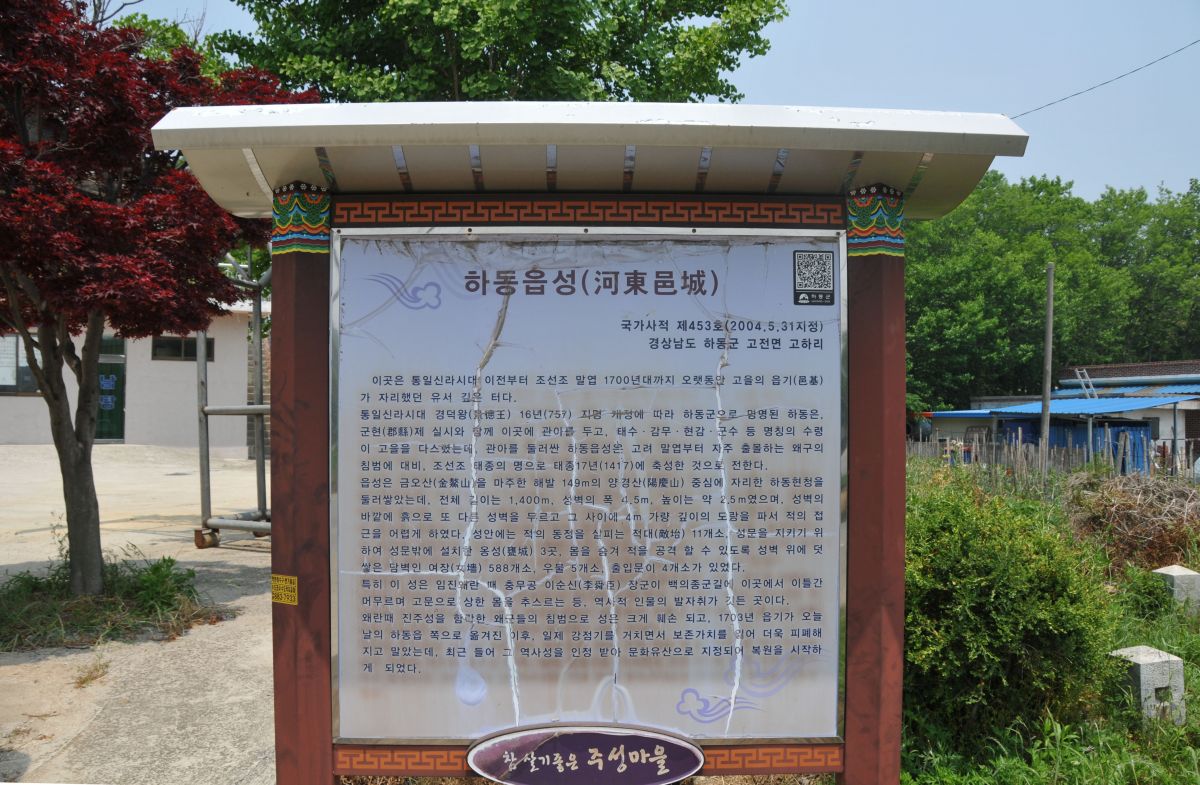 하동읍성(河東邑城)
하동군
국가사적 제453호(2004.5.31지정)
경상남도 하동군 고전면 고하리
이곳은 통일신라시대 이전부터 조선조 말엽 1700년대까지 오랫동안 고을의 읍기(邑基)
가 자리했던 유서 깊은 터다.
통일신라시대 경덕왕(景德王) 16년(757) 지명 개정에 따라 하동군으로 명명된 하동은,
군현(郡縣)제 실시와 함께 이곳에 관아를 두고, 태수·감무·현감·군수 등 명칭의 수령
이 고을을 다스렸는데, 관아를 둘러싼 하동읍성은 고려 말엽부터 자주 출몰하는 왜구의
침범에 대비, 조선조 태종의 명으로 태종17년(1417)에 축성한 것으로 전한다.
읍성은 금오산(金鰲山)을 마주한 해발 149m의 양경산(陽慶山) 중심에 자리한 하동현청을
둘러쌓았는데, 전체 길이는 1,400m, 성벽의 폭 4.5m, 높이는 약 2.5m였으며, 성벽의
바깥에 흙으로 또 다른 성벽을 두르고 그 사이에 4m 가량 깊이의 도랑을 파서 적의 접
근을 어렵게 하였다. 성안에는 적의 동정을 살피는 적대(敵坮) 11개소, 성문을 지키기 위
하여 성문밖에 설치한 옹성(甕城) 3곳, 몸을 숨겨 적을 공격 할 수 있도록 성벽 위에 덧
쌓은 담벽인 여장(女墻) 588개소, 우물 5개소, 출입문이 4개소가 있었다.
특히 이 성은 임진왜란 때 충무공 이순신(李舜臣) 장군이 백의종군길에 이곳에서 이틀간
머무르며 고문으로 상한 몸을 추스르는 등, 역사적 인물의 발자취가 깃든 곳이다.
왜란때 진주성을 함락한 왜군들의 침범으로 성은 크게 훼손 되고, 1703년 읍기가 오늘
날의 하동읍 쪽으로 옮겨진 이후, 일제 강점기를 거치면서 보존가치를 잃어 더욱 피폐해
지고 말았는데, 최근 들어 그 역사성을 인정 받아 문화유산으로 지정되어 복원을 시작하
게 되었다.
참 살기좋은 주성마을